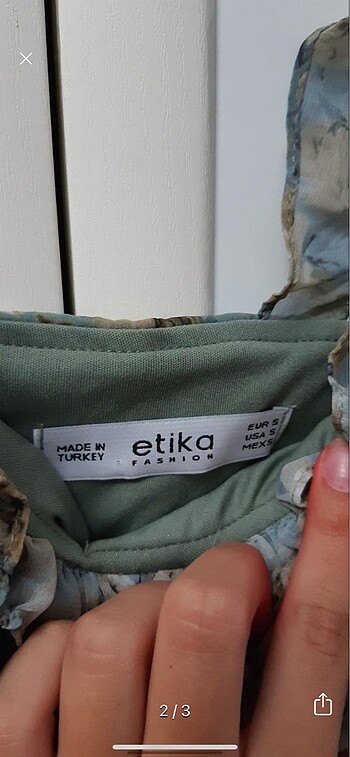 MADE IN
TURKEY
etika
FASHION
EUR S
USA S
MEX S
2/3